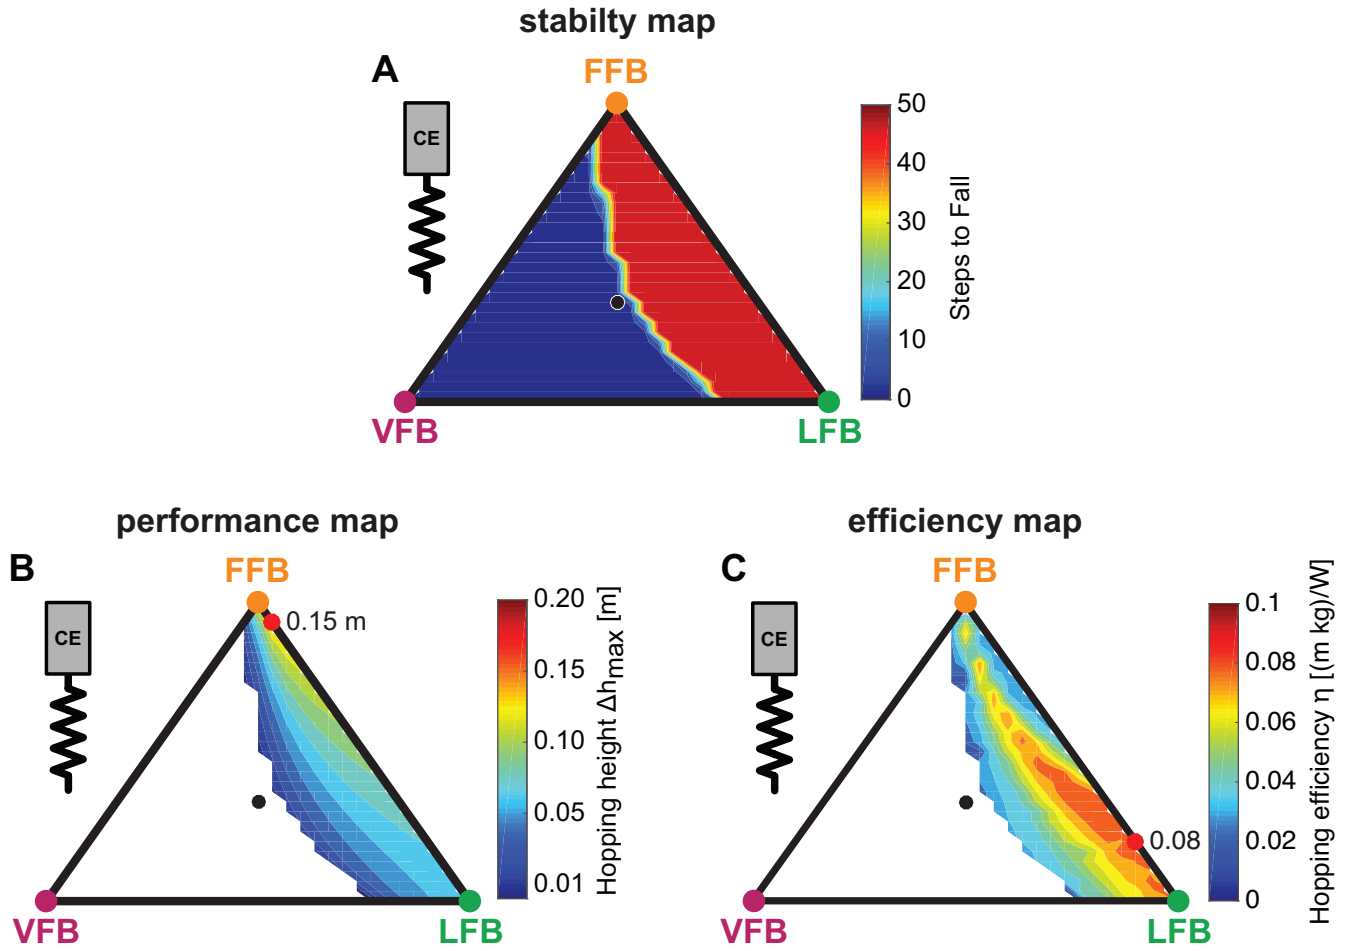 stabilty map
A
FFB
CE
50
40
30
20
10
0
Steps to Fall
VFB
LFB
performance map
B
FFB
CE
0.15 m
0.20
0.15
0.10
0.05
0.01
Hopping height Δhmax [m]
VFB
LFB
efficiency map
C
FFB
CE
0.08
0.1
0.08
0.06
0.04
0.02
0
Hopping efficiency η [(m kg)/W]
VFB
LFB